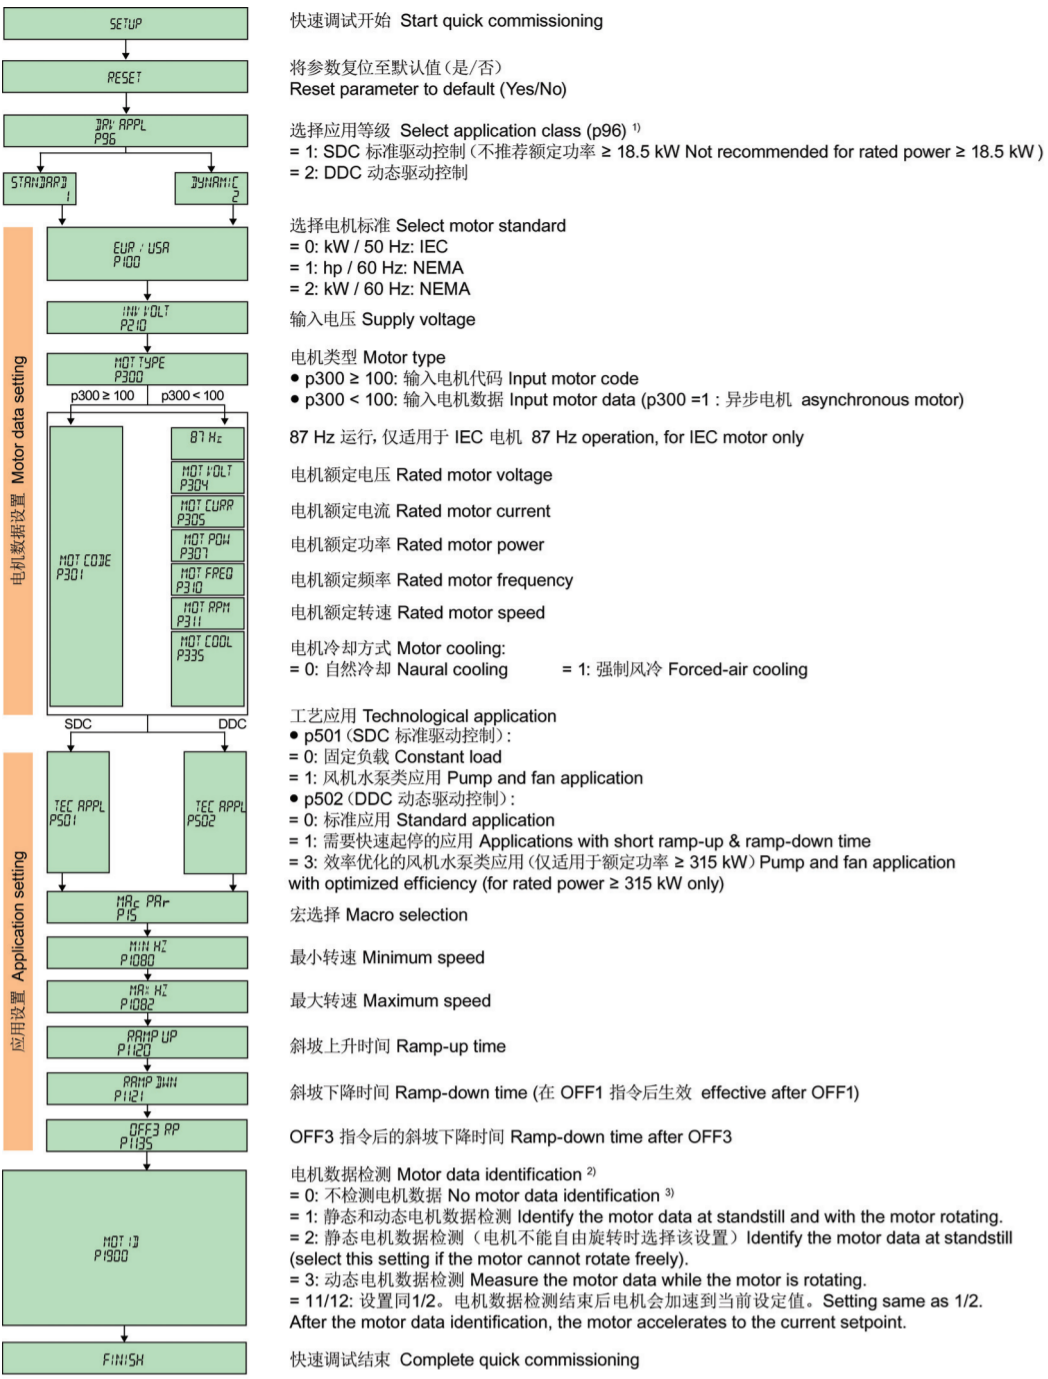 SETUP
快速调试开始 Start quick commissioning
RESET
将参数复位至默认值(是/否)
Reset parameter to default (Yes/No)
DRV APPL
P96
选择应用等级 Select application class (p96) 1)
= 1: SDC 标准驱动控制(不推荐额定功率 ≥ 18.5 kW Not recommended for rated power ≥ 18.5 kW)
= 2: DDC 动态驱动控制
STANDARD
1
DYNAMIC
2
电机数据设置 Motor data setting
EUR / USA
P100
选择电机标准 Select motor standard
= 0: kW / 50 Hz: IEC
= 1: hp / 60 Hz: NEMA
= 2: kW / 60 Hz: NEMA
INV VOLT
P210
输入电压 Supply voltage
MOT TYPE
P300
电机类型 Motor type
● p300 ≥ 100: 输入电机代码 Input motor code
● p300 < 100: 输入电机数据 Input motor data (p300 =1 : 异步电机 asynchronous motor)
p300 ≥ 100
p300 < 100
MOT CODE
P301
87 Hz
87 Hz 运行, 仅适用于 IEC 电机 87 Hz operation, for IEC motor only
MOT VOLT
P304
电机额定电压 Rated motor voltage
MOT CURR
P305
电机额定电流 Rated motor current
MOT POW
P307
电机额定功率 Rated motor power
MOT FREQ
P310
电机额定频率 Rated motor frequency
MOT RPM
P311
电机额定转速 Rated motor speed
MOT COOL
P335
电机冷却方式 Motor cooling:
= 0: 自然冷却 Naural cooling = 1: 强制风冷 Forced-air cooling
SDC
DDC
应用设置 Application setting
TEC APPL
P501
TEC APPL
P502
工艺应用 Technological application
● p501(SDC 标准驱动控制):
= 0: 固定负载 Constant load
= 1: 风机水泵类应用 Pump and fan application
● p502(DDC 动态驱动控制):
= 0: 标准应用 Standard application
= 1: 需要快速起停的应用 Applications with short ramp-up & ramp-down time
= 3: 效率优化的风机水泵类应用(仅适用于额定功率 ≥ 315 kW) Pump and fan application
with optimized efficiency (for rated power ≥ 315 kW only)
MAc PAr
P15
宏选择 Macro selection
MIN HZ
P1080
最小转速 Minimum speed
MAX HZ
P1082
最大转速 Maximum speed
RAMP UP
P1120
斜坡上升时间 Ramp-up time
RAMP DWN
P1121
斜坡下降时间 Ramp-down time (在 OFF1 指令后生效 effective after OFF1)
OFF3 RP
P1135
OFF3 指令后的斜坡下降时间 Ramp-down time after OFF3
MOT ID
P1900
电机数据检测 Motor data identification 2)
= 0: 不检测电机数据 No motor data identification 3)
= 1: 静态和动态电机数据检测 Identify the motor data at standstill and with the motor rotating.
= 2: 静态电机数据检测(电机不能自由旋转时选择该设置)Identify the motor data at standstill
(select this setting if the motor cannot rotate freely).
= 3: 动态电机数据检测 Measure the motor data while the motor is rotating.
= 11/12: 设置同1/2。电机数据检测结束后电机会加速到当前设定值。Setting same as 1/2.
After the motor data identification, the motor accelerates to the current setpoint.
FINISH
快速调试结束 Complete quick commissioning